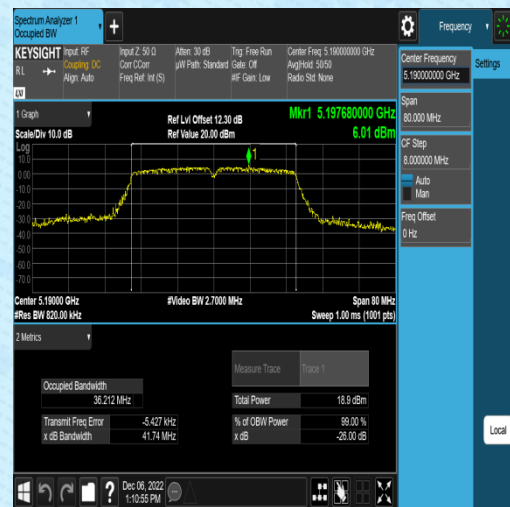 Spectrum Analyzer 1
Occupied BW
Frequency
KEYSIGHT
RL
LXI
Input: RF
Coupling: DC
Align: Auto
Input Z: 50 Ω
Corr CCorr
Freq Ref: Int (S)
Atten: 30 dB
µW Path: Standard
Trig: Free Run
Gate: Off
#IF Gain: Low
Center Freq: 5.190000000 GHz
Avg|Hold: 50/50
Radio Std: None
Center Frequency
5.190000000 GHz
Settings
Span
80.000 MHz
CF Step
8.000000 MHz
Auto
Man
Freq Offset
0 Hz
1 Graph
Scale/Div 10.0 dB
Ref Lvl Offset 12.30 dB
Ref Value 20.00 dBm
Mkr1 5.197680000 GHz
6.01 dBm
Log
10.0
0.00
-10.0
-20.0
-30.0
-40.0
-50.0
-60.0
-70.0
1
Center 5.19000 GHz
#Res BW 820.00 kHz
#Video BW 2.7000 MHz
Span 80 MHz
Sweep 1.00 ms (1001 pts)
2 Metrics
Measure Trace
Trace 1
Occupied Bandwidth
36.212 MHz
Total Power
18.9 dBm
Transmit Freq Error
-5.427 kHz
% of OBW Power
99.00 %
x dB Bandwidth
41.74 MHz
x dB
-26.00 dB
Local
?
Dec 06, 2022
1:10:55 PM